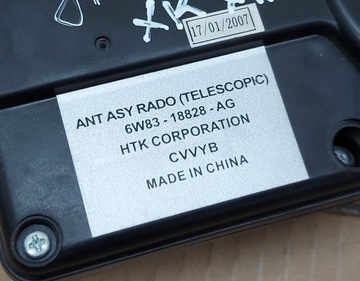 17/01/2007
ANT ASY RADO (TELESCOPIC)
6W83 - 18828 - AG
HTK CORPORATION
CVVYB
MADE IN CHINA